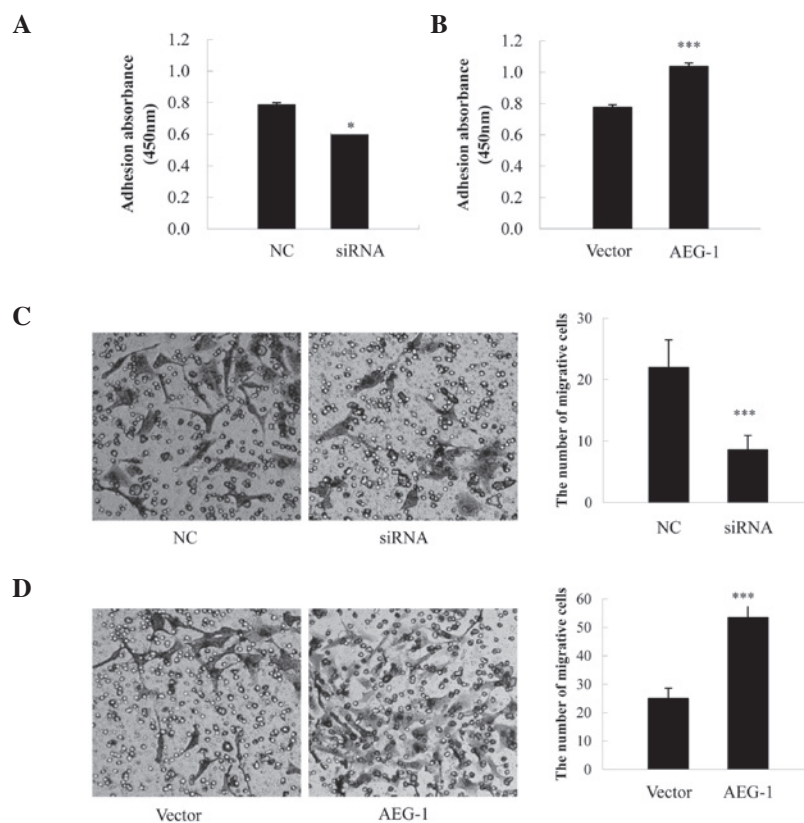 A
Adhesion absorbance
(450nm)
1.2
1.0
0.8
0.6
0.4
0.2
0.0
*
NC siRNA
B
Adhesion absorbance
(450nm)
1.2
1.0
0.8
0.6
0.4
0.2
0.0
***
Vector AEG-1
C
NC siRNA
The number of migrative cells
30
20
10
0
***
NC siRNA
D
Vector AEG-1
The number of migrative cells
60
50
40
30
20
10
0
***
Vector AEG-1